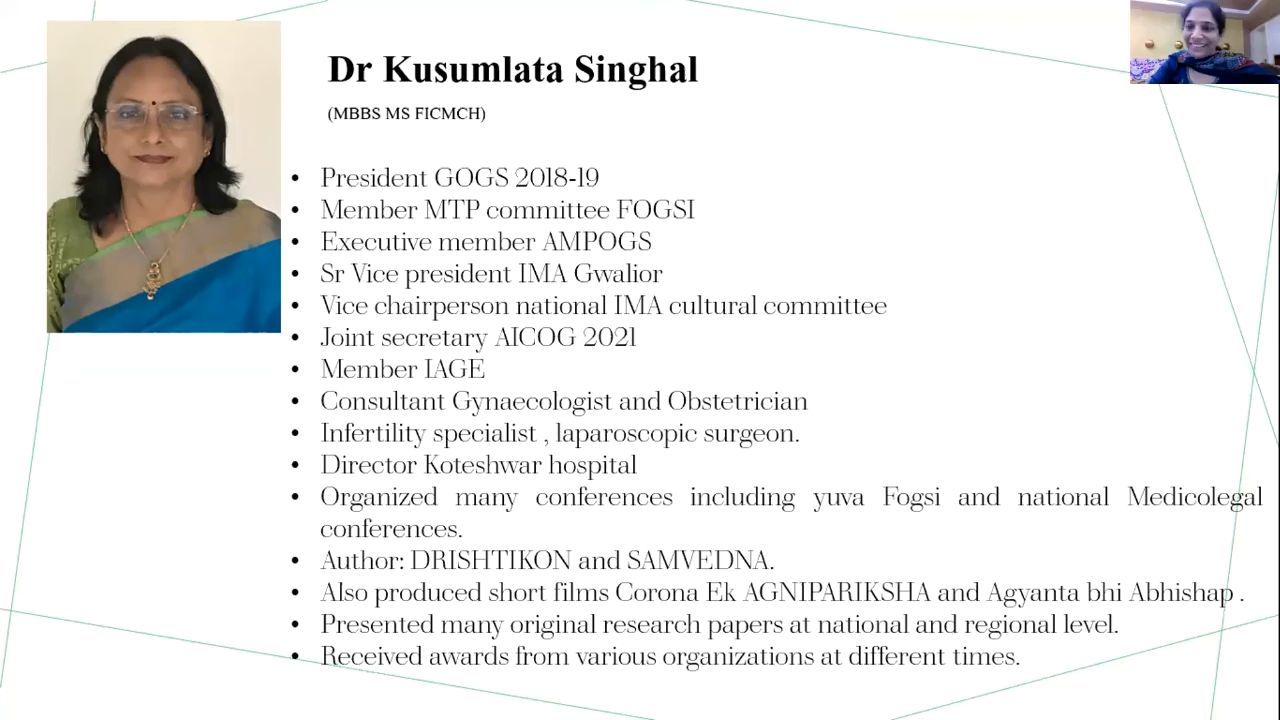 Dr Kusumlata Singhal
(MBBS MS FICMCH)
• President GOGS 2018-19
• Member MTP committee FOGSI
• Executive member AMPOGS
• Sr Vice president IMA Gwalior
• Vice chairperson national IMA cultural committee
• Joint secretary AICOG 2021
• Member IAGE
• Consultant Gynaecologist and Obstetrician
• Infertility specialist , laparoscopic surgeon.
• Director Koteshwar hospital
• Organized many conferences including yuva Fogsi and national Medicolegal
conferences.
• Author: DRISHTIKON and SAMVEDNA.
• Also produced short films Corona Ek AGNIPARIKSHA and Agyanta bhi Abhishap .
• Presented many original research papers at national and regional level.
• Received awards from various organizations at different times.